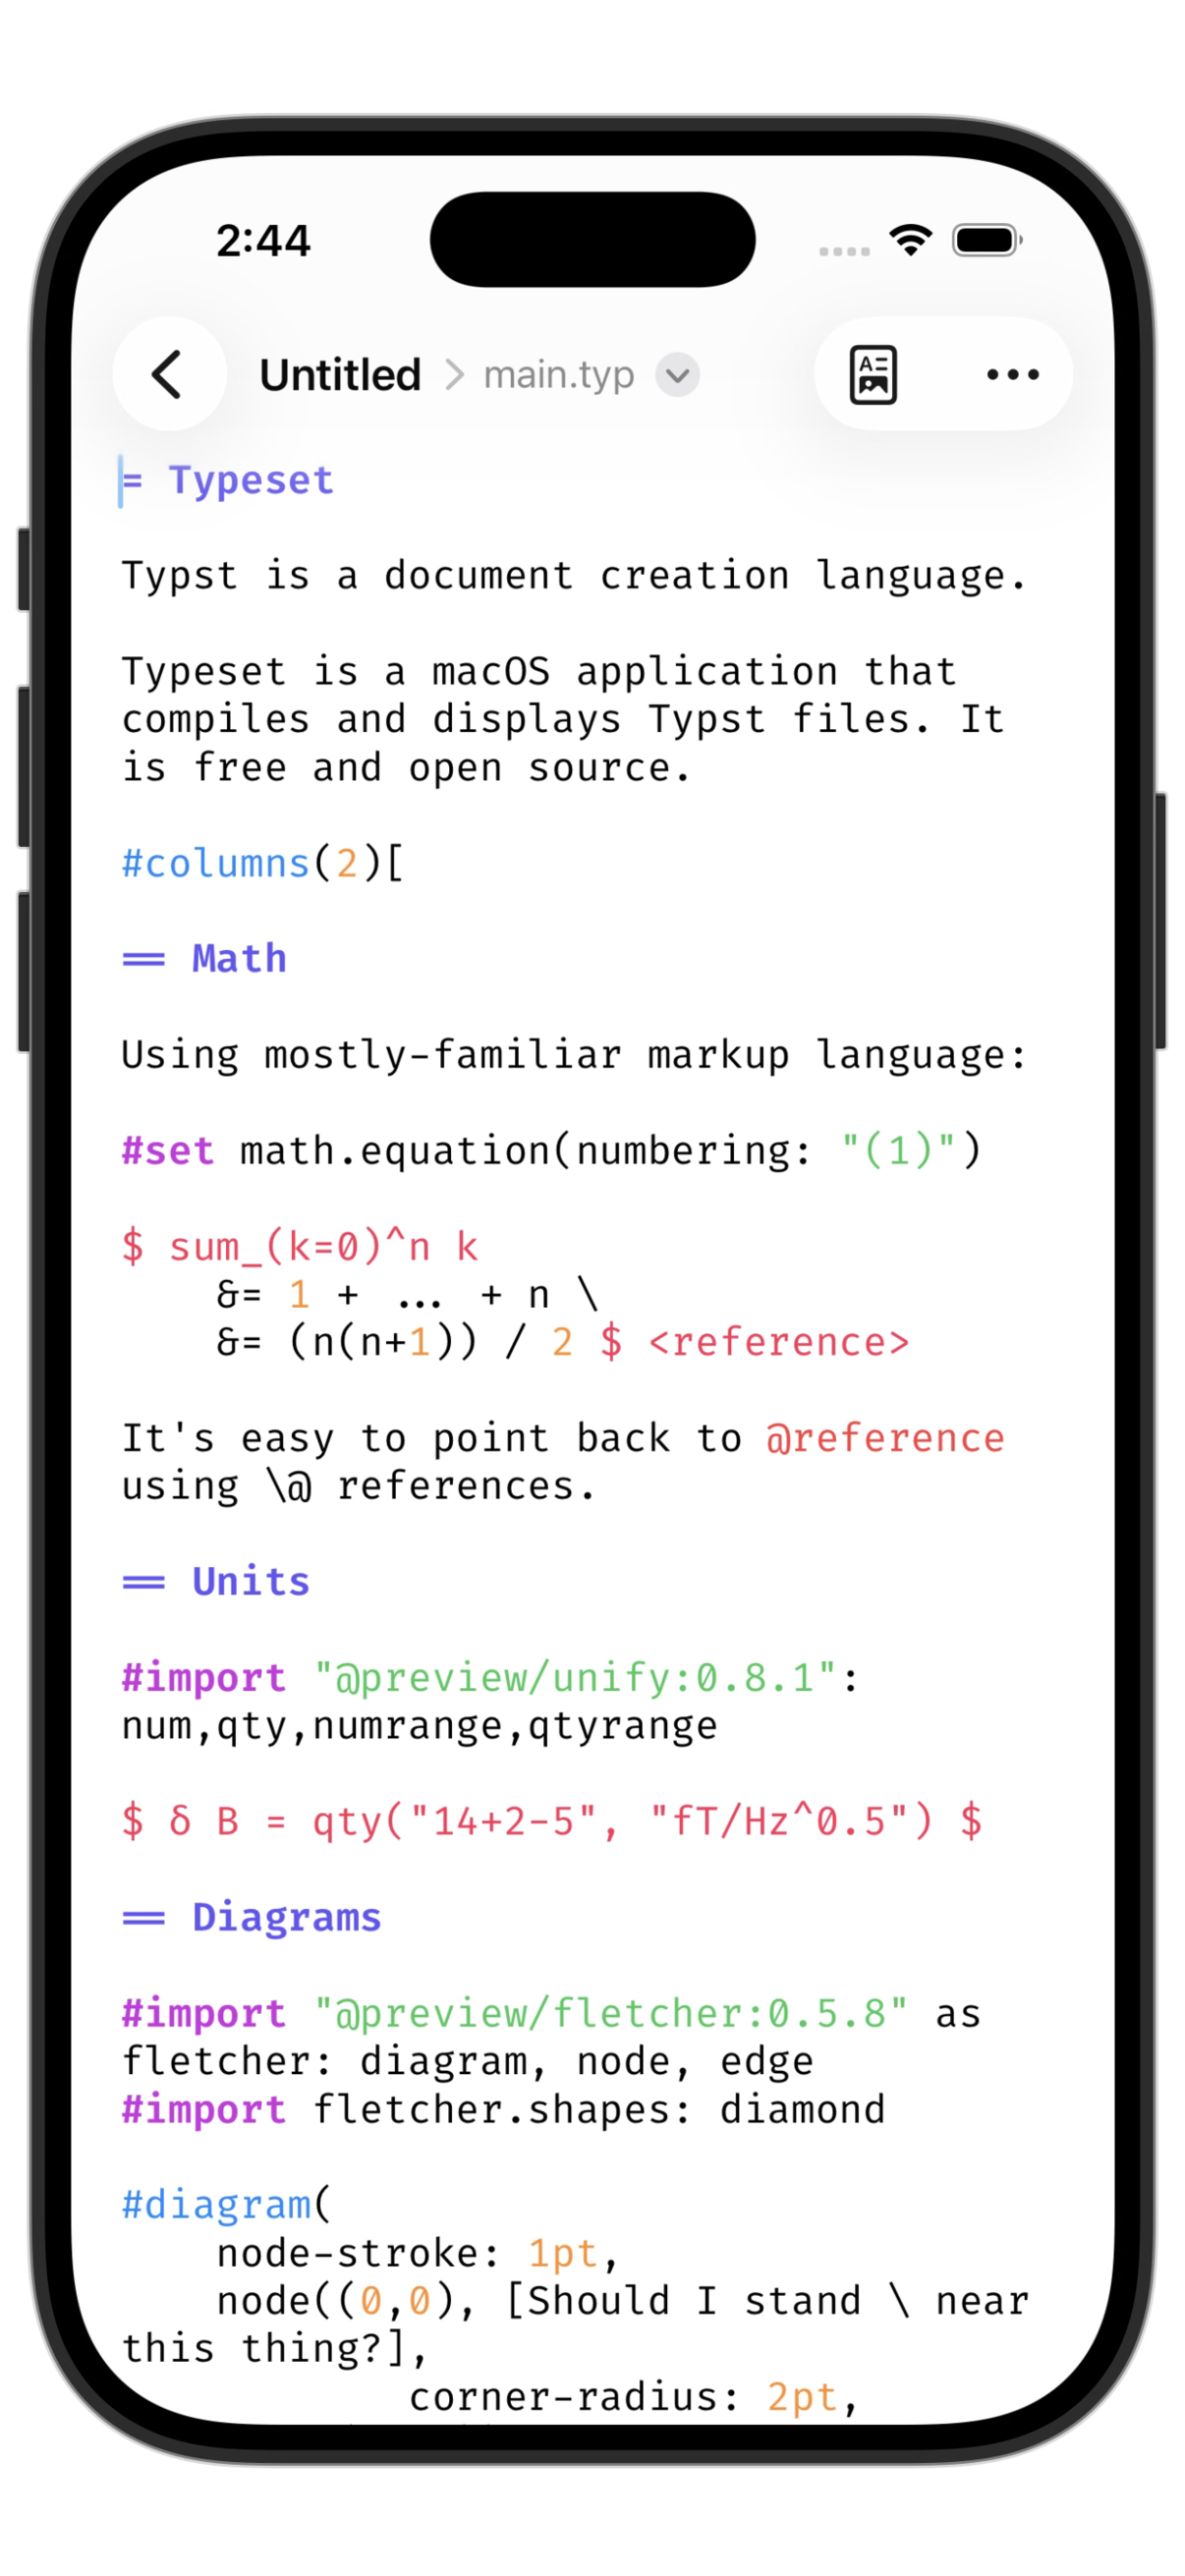 2:44
Untitled > main.typ
= Typeset
Typst is a document creation language.
Typeset is a macOS application that
compiles and displays Typst files. It
is free and open source.
#columns(2)[
== Math
Using mostly-familiar markup language:
#set math.equation(numbering: "(1)")
$ sum_(k=0)^n k
&= 1 + ... + n \
&= (n(n+1)) / 2 $ <reference>
It's easy to point back to @reference
using \@ references.
== Units
#import "@preview/unify:0.8.1":
num,qty,numrange,qtyrange
$ δ B = qty("14+2-5", "fT/Hz^0.5") $
== Diagrams
#import "@preview/fletcher:0.5.8" as
fletcher: diagram, node, edge
#import fletcher.shapes: diamond
#diagram(
node-stroke: 1pt,
node((0,0), [Should I stand \ near
this thing?],
corner-radius: 2pt,